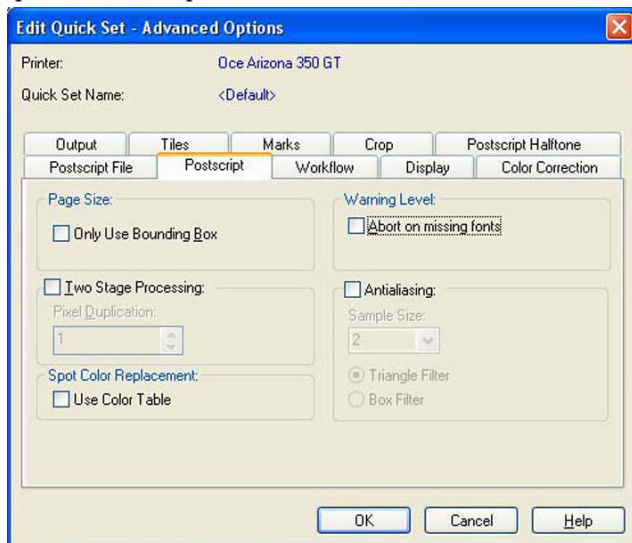 Edit Quick Set - Advanced Options
Printer: Oce Arizona 350 GT
Quick Set Name: <Default>
Output Tiles Marks Crop Postscript Halftone
Postscript File Postscript Workflow Display Color Correction
Page Size:
Only Use Bounding Box
Warning Level:
Abort on missing fonts
Two Stage Processing:
Pixel Duplication:
1
Antialiasing:
Sample Size:
2
Triangle Filter
Box Filter
Spot Color Replacement:
Use Color Table
OK Cancel Help